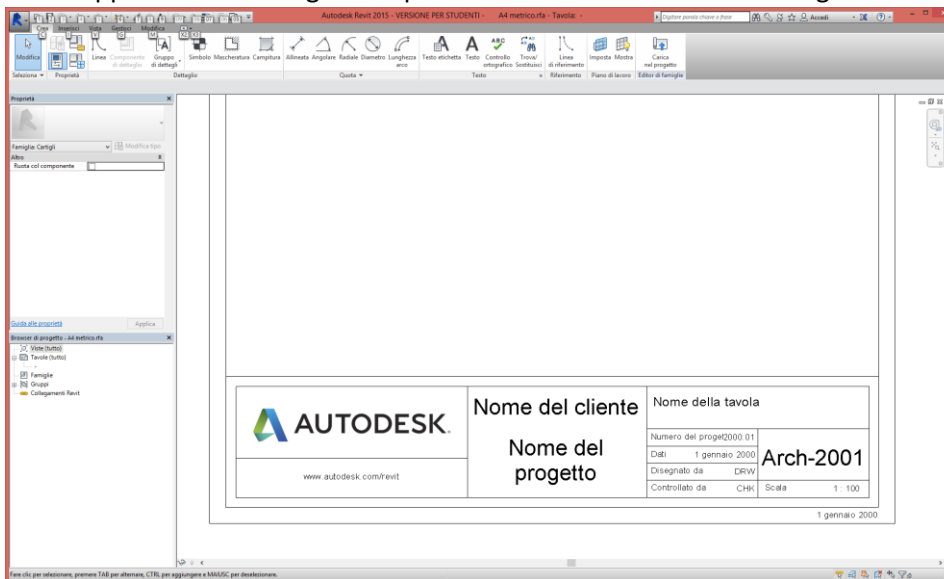 Autodesk Revit 2015 - VERSIONE PER STUDENTI - A4 metrico.rfa - Tavola: -
Digitare parola chiave o frase
Accedi
Crea Inserisci Vista Gestisci Modifica
Modifica
Linee Componente di dettaglio Gruppo di dettagli
Simbolo Mascheratura Campitura
Allineata Angolare Radiale Diametro Lunghezza arco
Testo etichetta Testo Controllo ortografico Trova/ Sostituisci
Linee di riferimento
Imposta Mostra
Carica nel progetto
Seleziona Proprietà Dettaglio Quota Testo Riferimento Piano di lavoro Editor di famiglie
Proprietà
Famiglia: Cartigli
Modifica tipo
Altro
Ruota col componente
Guida alle proprietà
Applica
Browser di progetto - A4 metrico.rfa
Viste (tutto)
Tavole (tutto)
-
Famiglie
Gruppi
Collegamenti Revit
AUTODESK.
www.autodesk.com/revit
Nome del cliente
Nome del
progetto
Nome della tavola
Numero del proget2000.01
Dati 1 gennaio 2000
Disegnato da DRW
Controllato da CHK
Arch-2001
Scala 1 : 100
1 gennaio 2000
Fare clic per selezionare, premere TAB per alternare, CTRL per aggiungere e MAIUSC per deselezionare.